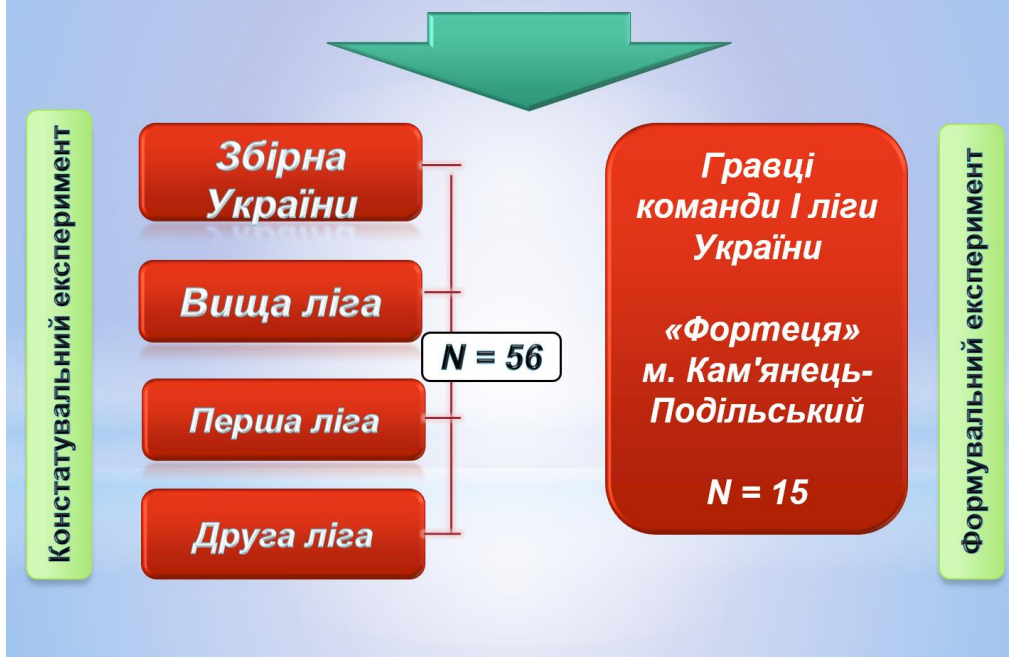 Констатувальний експеримент
Збірна
України
Вища ліга
N = 56
Перша ліга
Друга ліга
Гравці
команди І ліги
України
«Фортеця»
м. Кам'янець-
Подільський
N = 15
Формувальний експеримент